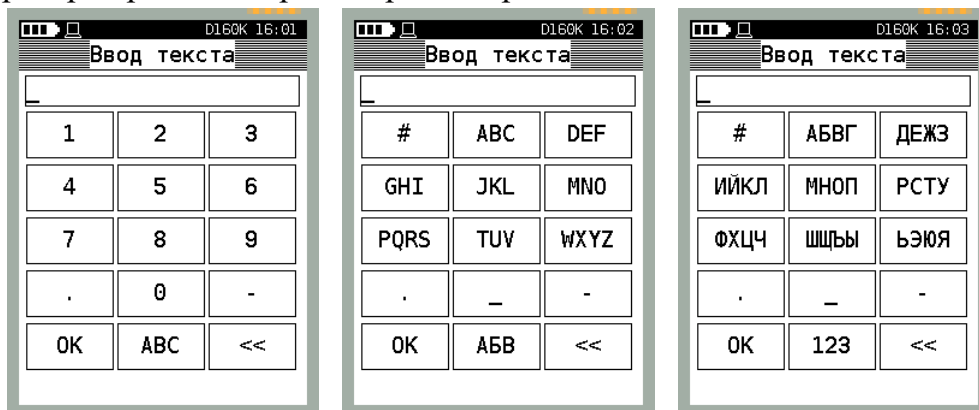 D160K 16:01
Ввод текста
_
1 2 3
4 5 6
7 8 9
. 0 -
OK ABC <<
D160K 16:02
Ввод текста
_
# ABC DEF
GHI JKL MNO
PQRS TUV WXYZ
. _ -
OK АБВ <<
D160K 16:03
Ввод текста
_
# АБВГ ДЕЖЗ
ИЙКЛ МНОП РСТУ
ФХЦЧ ШЩЪЫ ЬЭЮЯ
. _ -
OK 123 <<